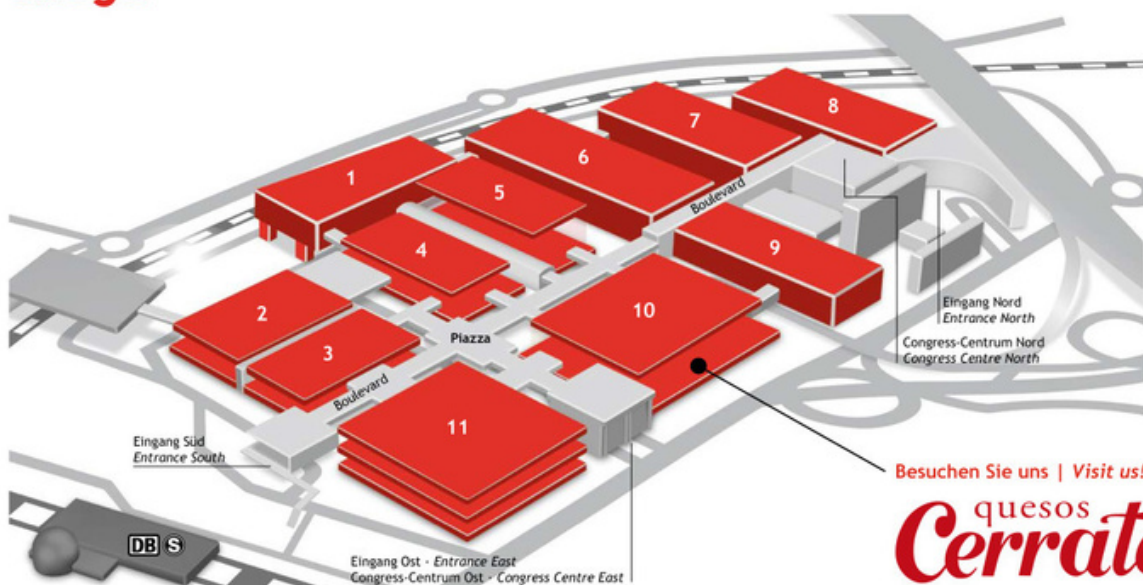 8
7
6
1
5
Boulevard
4
9
2
10
3
Piazza
Eingang Nord
Entrance North
Congress-Centrum Nord
Congress Centre North
Boulevard
11
Eingang Süd
Entrance South
Besuchen Sie uns | Visit us!
quesos
Cerrato
DB S
Eingang Ost - Entrance East
Congress-Centrum Ost - Congress Centre East